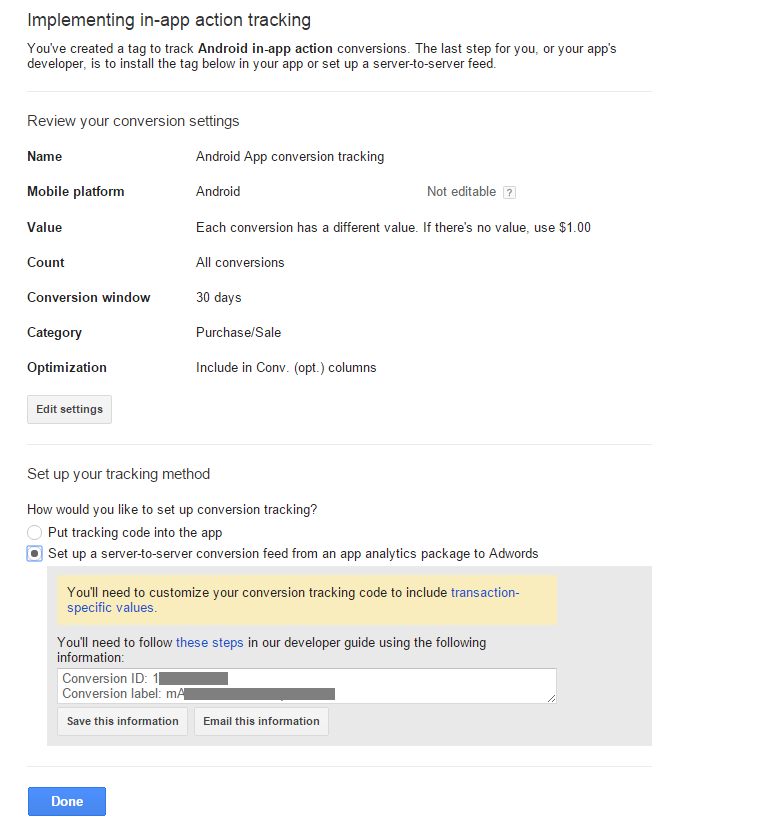 Implementing in-app action tracking
You've created a tag to track Android in-app action conversions. The last step for you, or your app's
developer, is to install the tag below in your app or set up a server-to-server feed.
Review your conversion settings
Name Android App conversion tracking
Mobile platform Android Not editable ?
Value Each conversion has a different value. If there's no value, use $1.00
Count All conversions
Conversion window 30 days
Category Purchase/Sale
Optimization Include in Conv. (opt.) columns
Edit settings
Set up your tracking method
How would you like to set up conversion tracking?
Put tracking code into the app
Set up a server-to-server conversion feed from an app analytics package to Adwords
You'll need to customize your conversion tracking code to include transaction-
specific values.
You'll need to follow these steps in our developer guide using the following
information:
Conversion ID: 1
Conversion label: mA
Save this information Email this information
Done